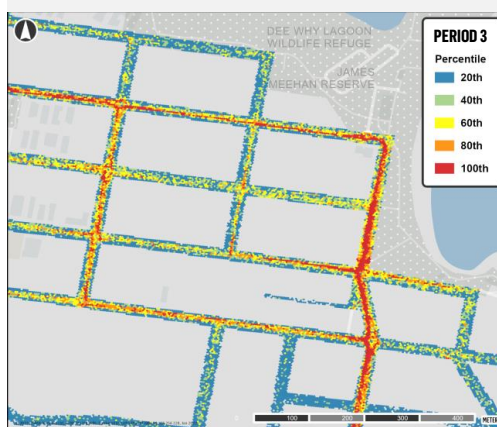 DEE WHY LAGOON
WILDLIFE REFUGE
JAMES
MEEHAN RESERVE
PERIOD 3
Percentile
20th
40th
60th
80th
100th
100
200
300
400
METER